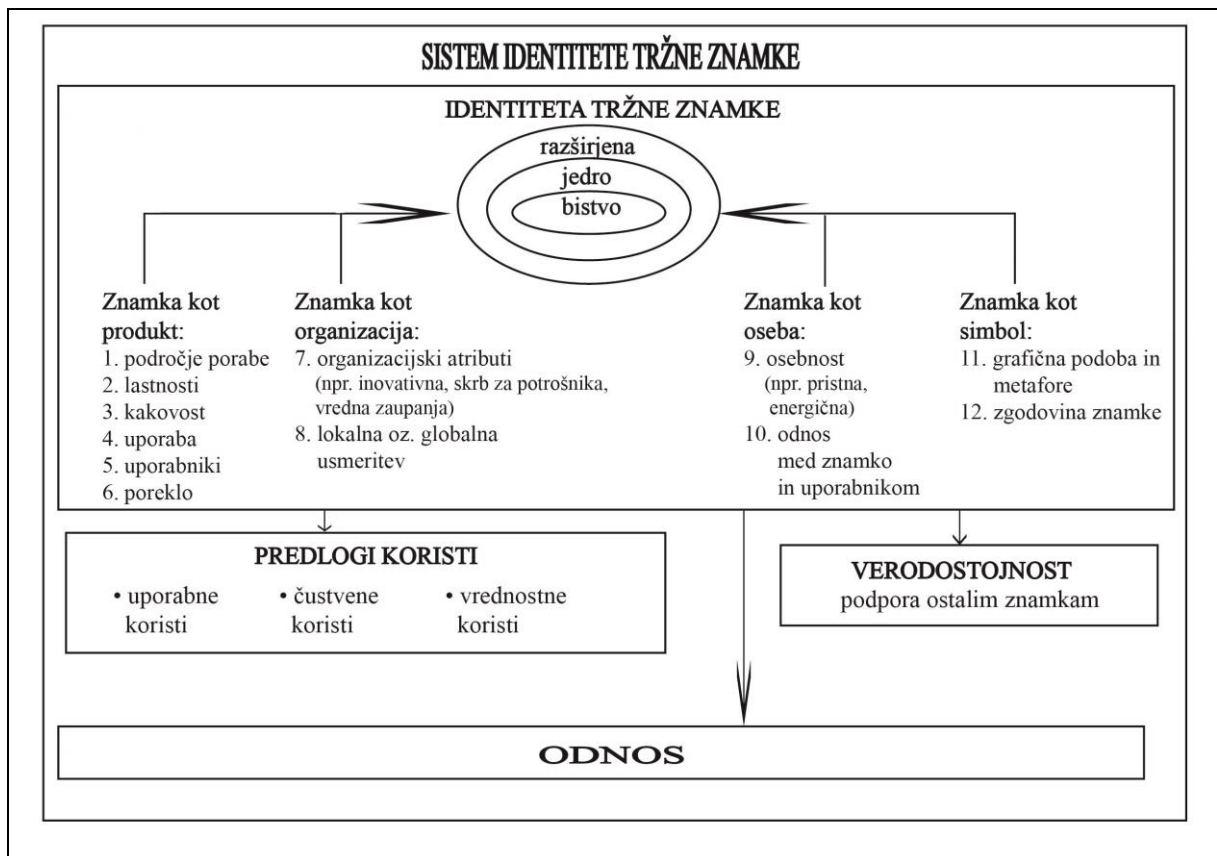 SISTEM IDENTITETE TRŽNE ZNAMKE
IDENTITETA TRŽNE ZNAMKE
razširjena
jedro
bistvo
Znamka kot
produkt:
1. področje porabe
2. lastnosti
3. kakovost
4. uporaba
5. uporabniki
6. poreklo
Znamka kot
organizacija:
7. organizacijski atributi
(npr. inovativna, skrb za potrošnika,
vredna zaupanja)
8. lokalna oz. globalna
usmeritev
Znamka kot
oseba:
9. osebnost
(npr. pristna,
energična)
10. odnos
med znamko
in uporabnikom
Znamka kot
simbol:
11. grafična podoba in
metafore
12. zgodovina znamke
PREDLOGI KORISTI
• uporabne
koristi
• čustvene
koristi
• vrednostne
koristi
VERODOSTOJNOST
podpora ostalim znamkam
ODNOS